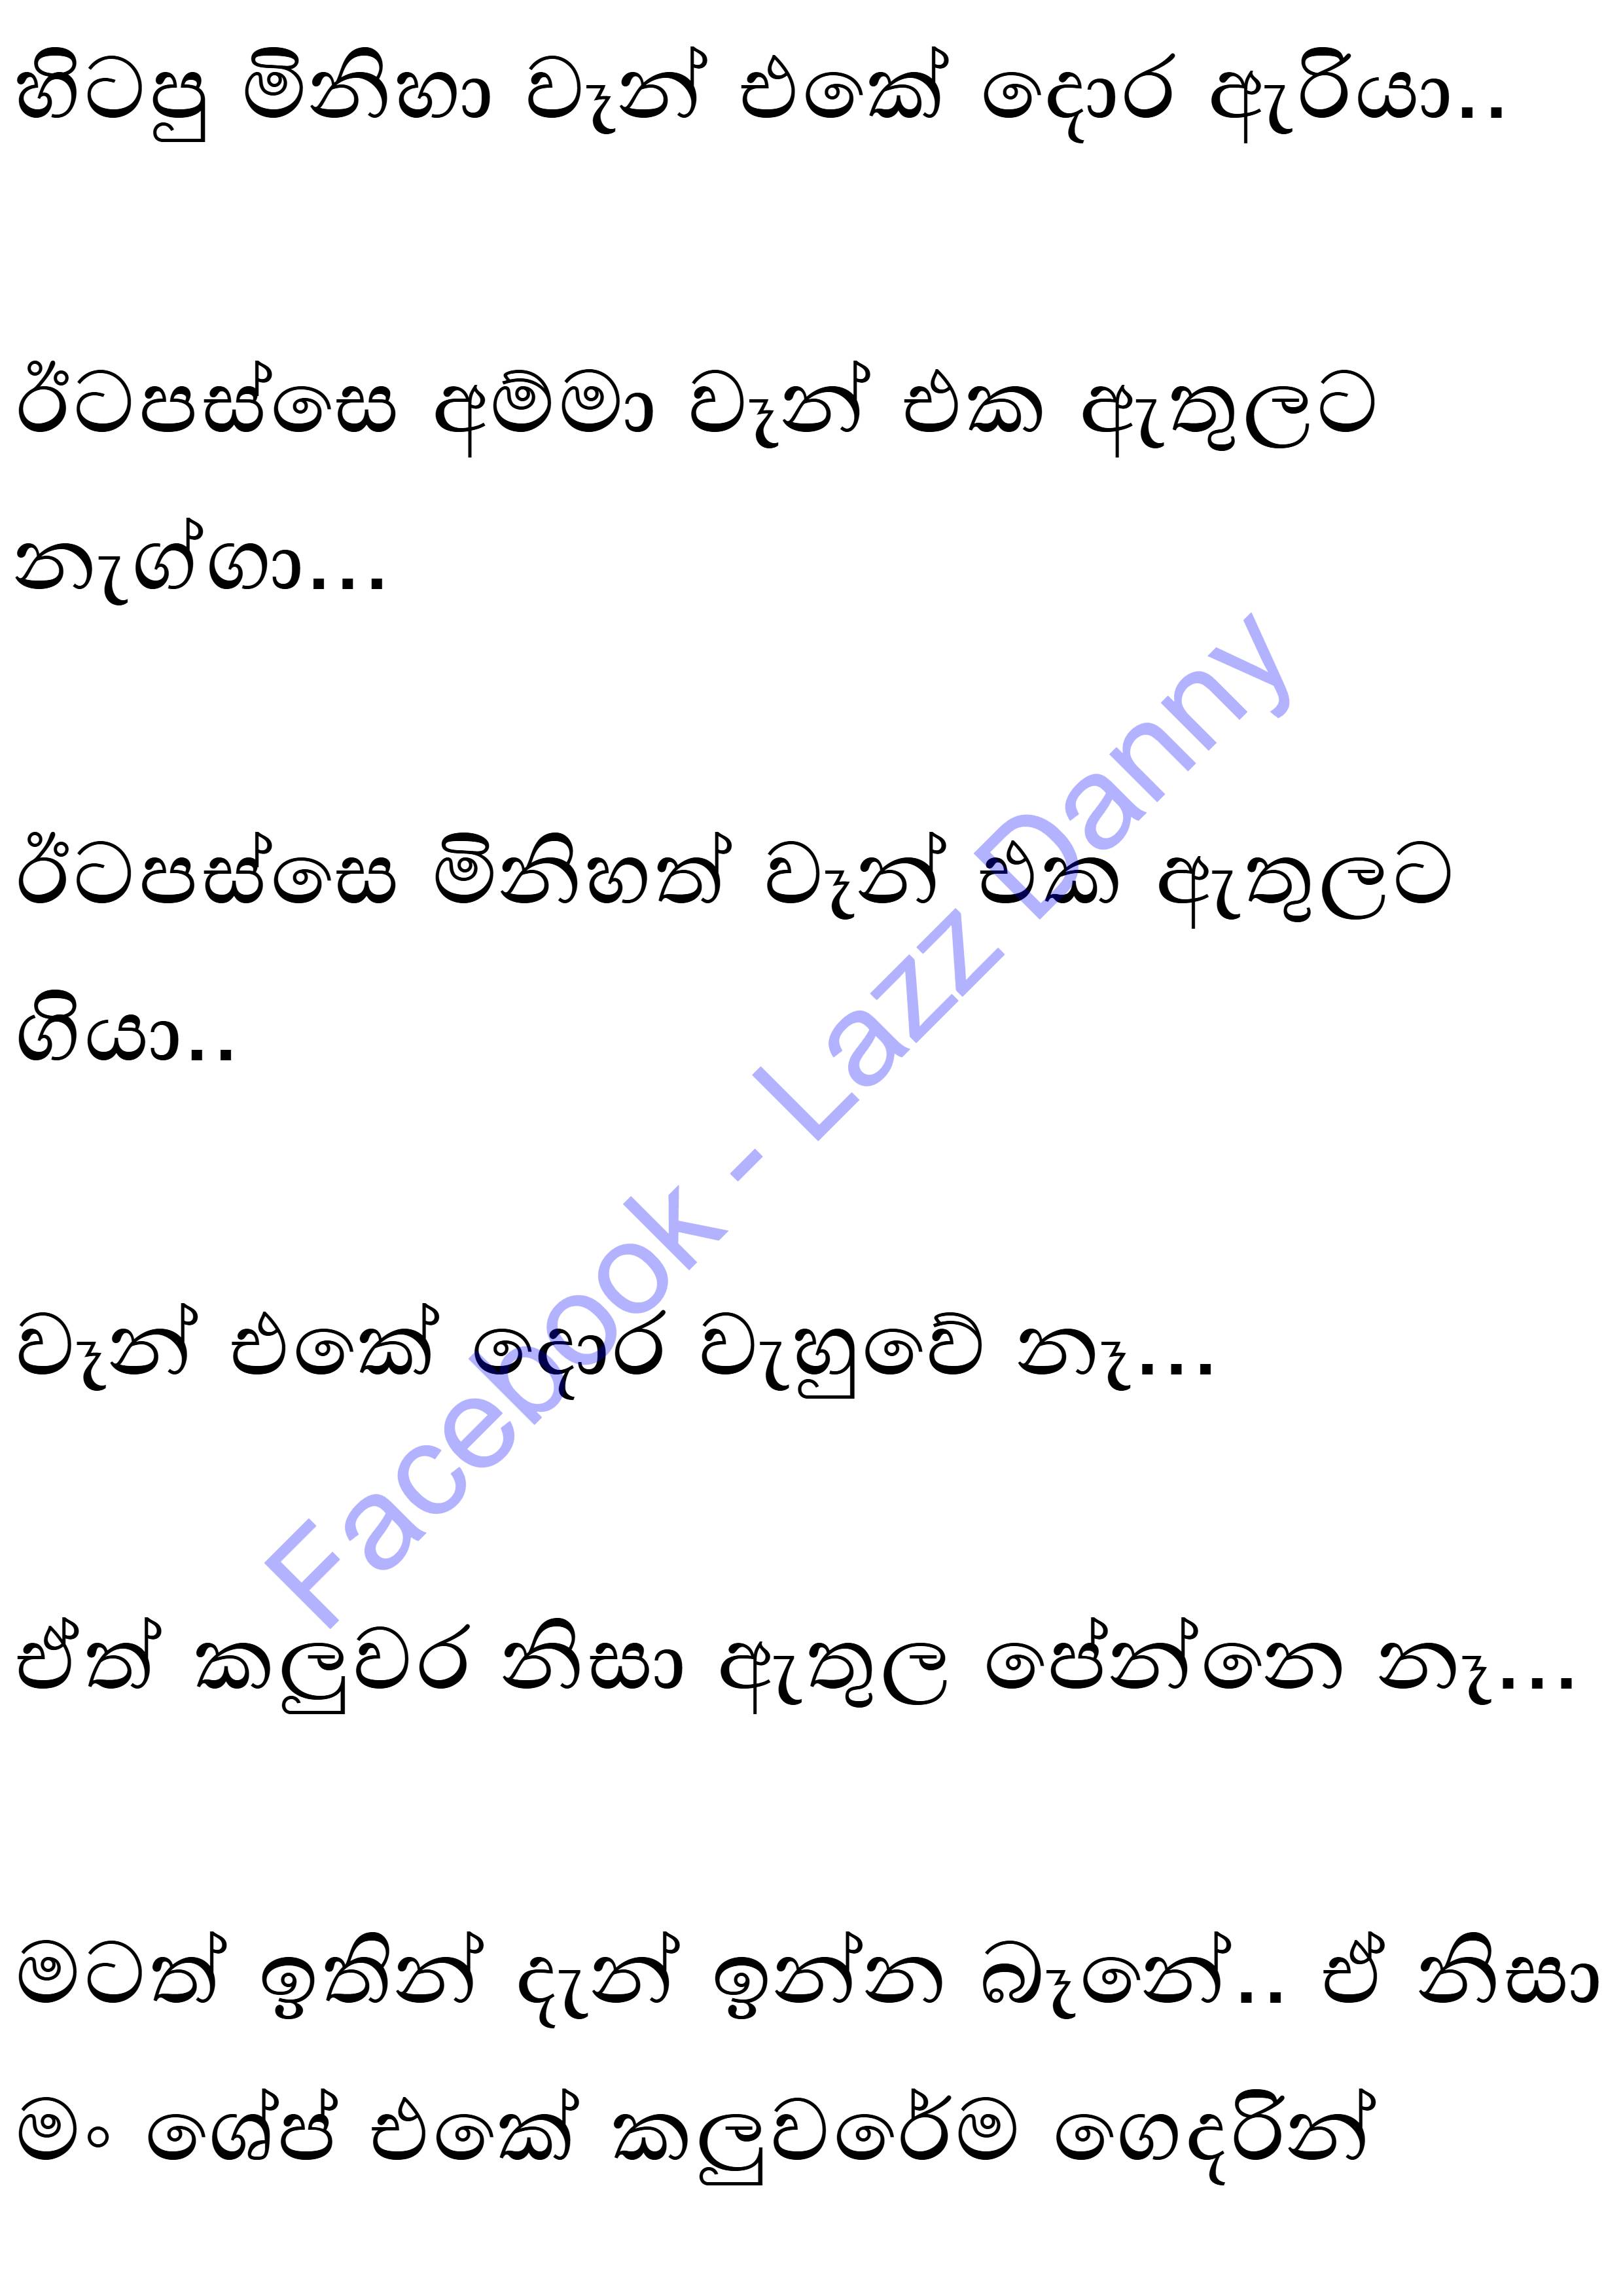 හිටපු මිනිහා වෑන් එකේ දොර ඇරියා..
ඊටපස්සෙ අම්මා වෑන් එක ඇතුලට
නැග්ගා...
ඊටපස්සෙ මිනිහත් වෑන් එක ඇතුලට
ගියා..
වෑන් එකේ දොර වැහුවේ නෑ...
ඒත් කලුවර නිසා ඇතුල පේන්නෙ නෑ...
මටත් ඉතින් දැන් ඉන්න බෑනේ.. ඒ නිසා
මං ශේප් එකේ කලුවරේම ගෙදරින්
Facebook - Lazz Danny